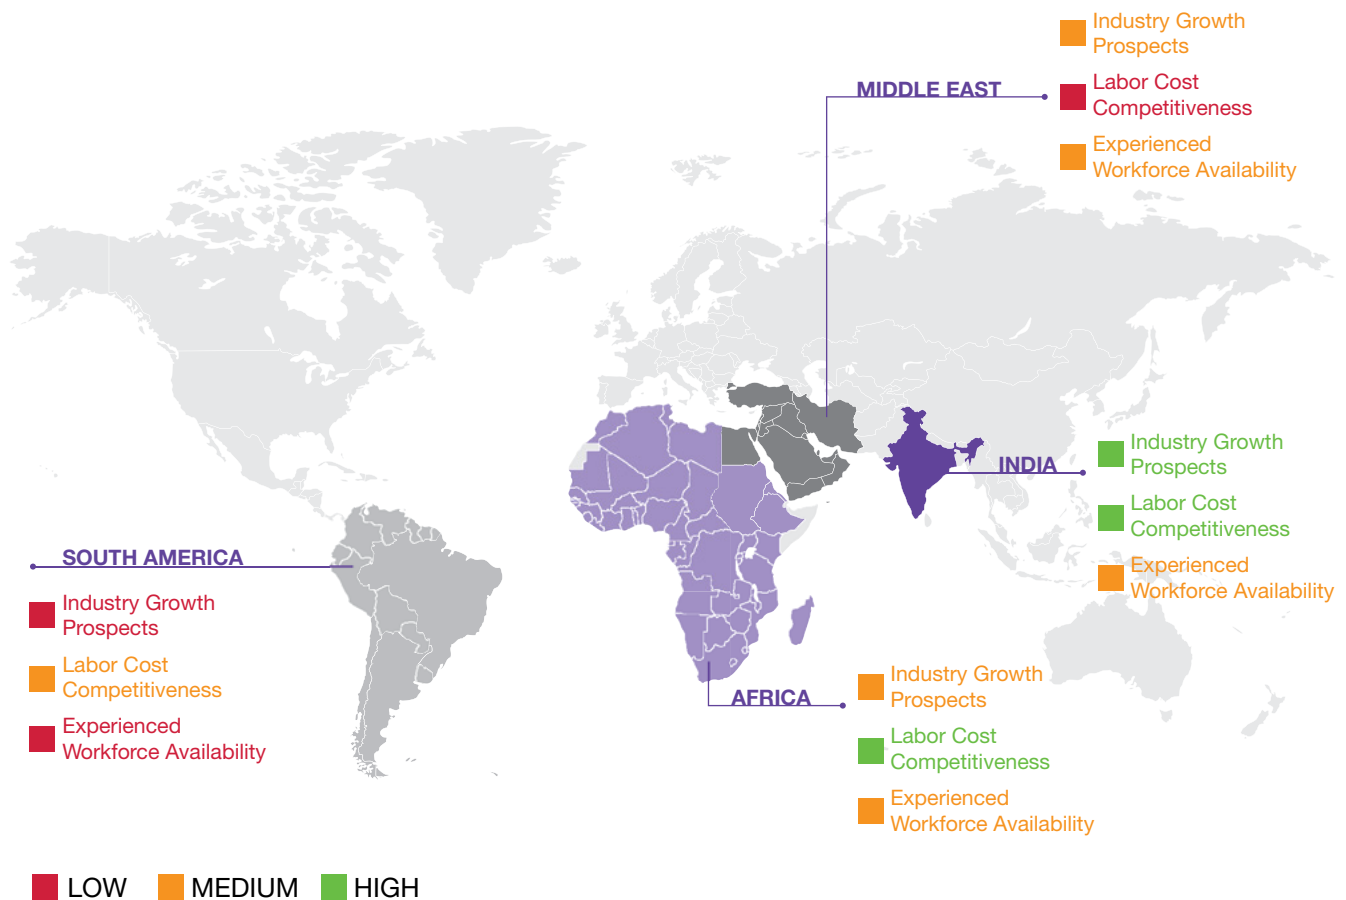 MIDDLE EAST
Industry Growth
Prospects
Labor Cost
Competitiveness
Experienced
Workforce Availability
INDIA
Industry Growth
Prospects
Labor Cost
Competitiveness
Experienced
Workforce Availability
SOUTH AMERICA
Industry Growth
Prospects
Labor Cost
Competitiveness
Experienced
Workforce Availability
AFRICA
Industry Growth
Prospects
Labor Cost
Competitiveness
Experienced
Workforce Availability
LOW MEDIUM HIGH